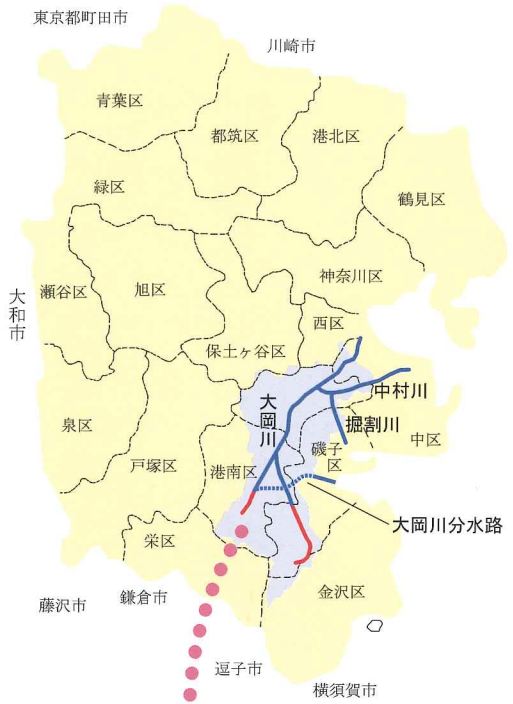 東京都町田市
川崎市
青葉区
都筑区
港北区
緑区
鶴見区
神奈川区
大和市
瀬谷区
旭区
西区
保土ヶ谷区
中村川
大岡川
掘割川
中区
泉区
磯子区
戸塚区
港南区
大岡川分水路
栄区
金沢区
藤沢市
鎌倉市
逗子市
横須賀市